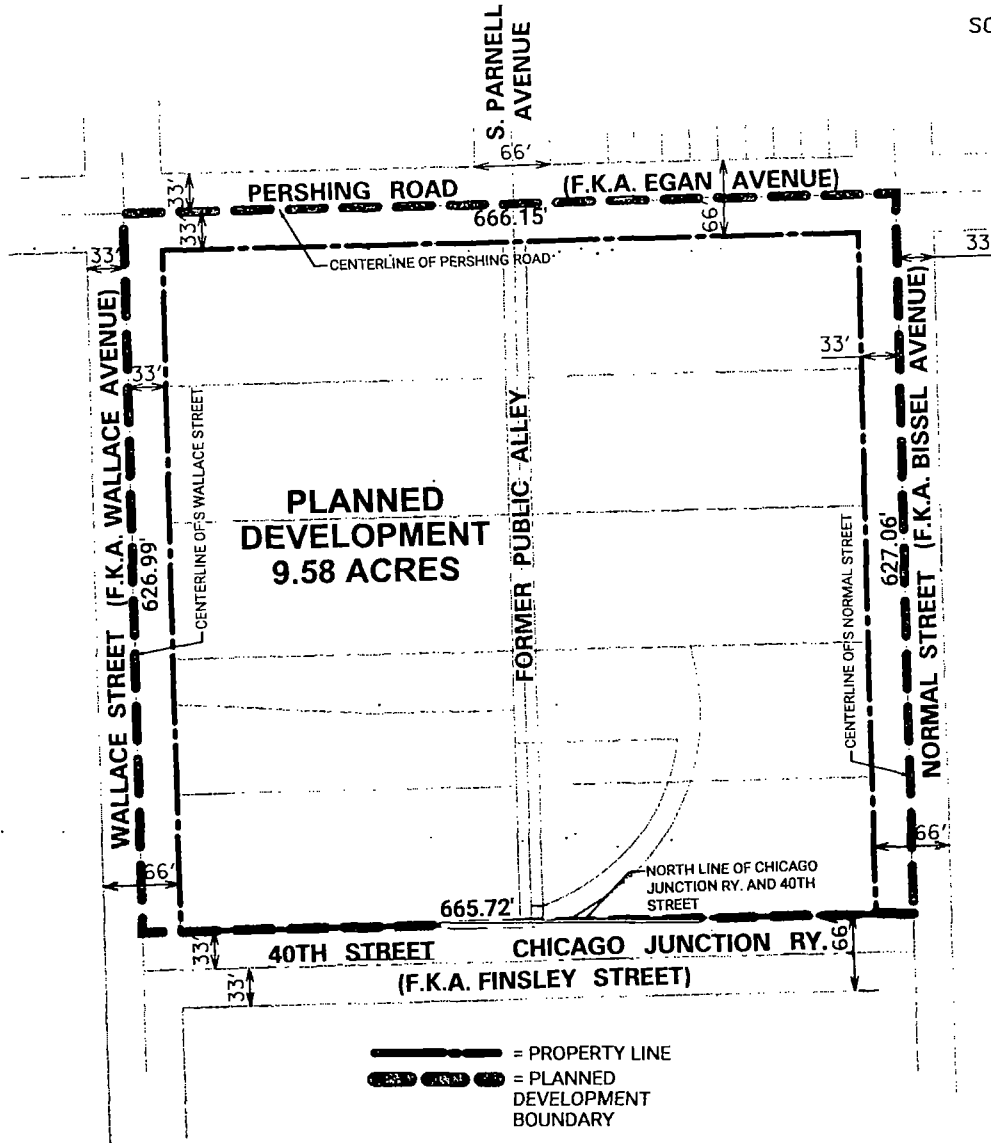 SC
S. PARNELL
AVENUE
66'
33'
PERSHING ROAD
(F.K.A. EGAN AVENUE)
33'
666.15'
66'
33'
33'
CENTERLINE OF PERSHING ROAD
WALLACE STREET (F.K.A. WALLACE AVENUE)
33'
626.99'
CENTERLINE OF S WALLACE STREET
PLANNED
DEVELOPMENT
9.58 ACRES
FORMER PUBLIC ALLEY
33'
627.06'
CENTERLINE OF S NORMAL STREET
NORMAL STREET (F.K.A. BISSEL AVENUE)
66'
66'
NORTH LINE OF CHICAGO
JUNCTION RY. AND 40TH
STREET
665.72'
33'
40TH STREET
CHICAGO JUNCTION RY.
66'
33'
(F.K.A. FINSLEY STREET)
= PROPERTY LINE
= PLANNED
DEVELOPMENT
BOUNDARY